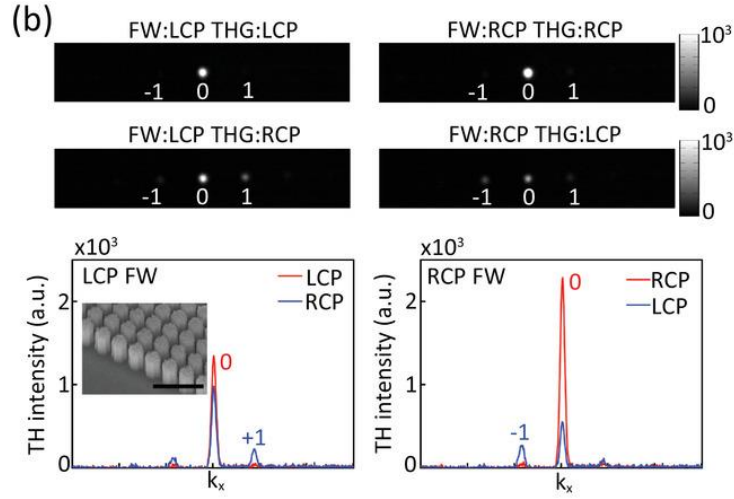 (b)
FW:LCP THG:LCP
-1 0 1
FW:RCP THG:RCP
-1 0 1
10³
0
FW:LCP THG:RCP
-1 0 1
FW:RCP THG:LCP
-1 0 1
10³
0
x10³
LCP FW
LCP
RCP
TH intensity (a.u.)
2
1
0
0
+1
kₓ
x10³
RCP FW
RCP
LCP
TH intensity (a.u.)
2
1
0
0
-1
kₓ